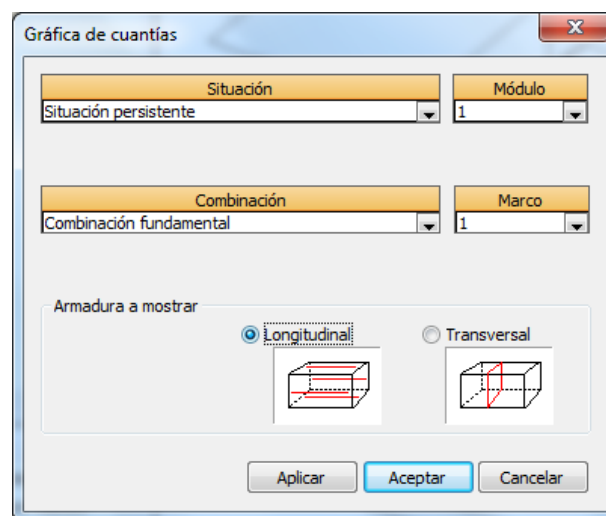 Gráfica de cuantías
Situación Módulo
Situación persistente 1
Combinación Marco
Combinación fundamental 1
Armadura a mostrar
Longitudinal Transversal
Aplicar Aceptar Cancelar